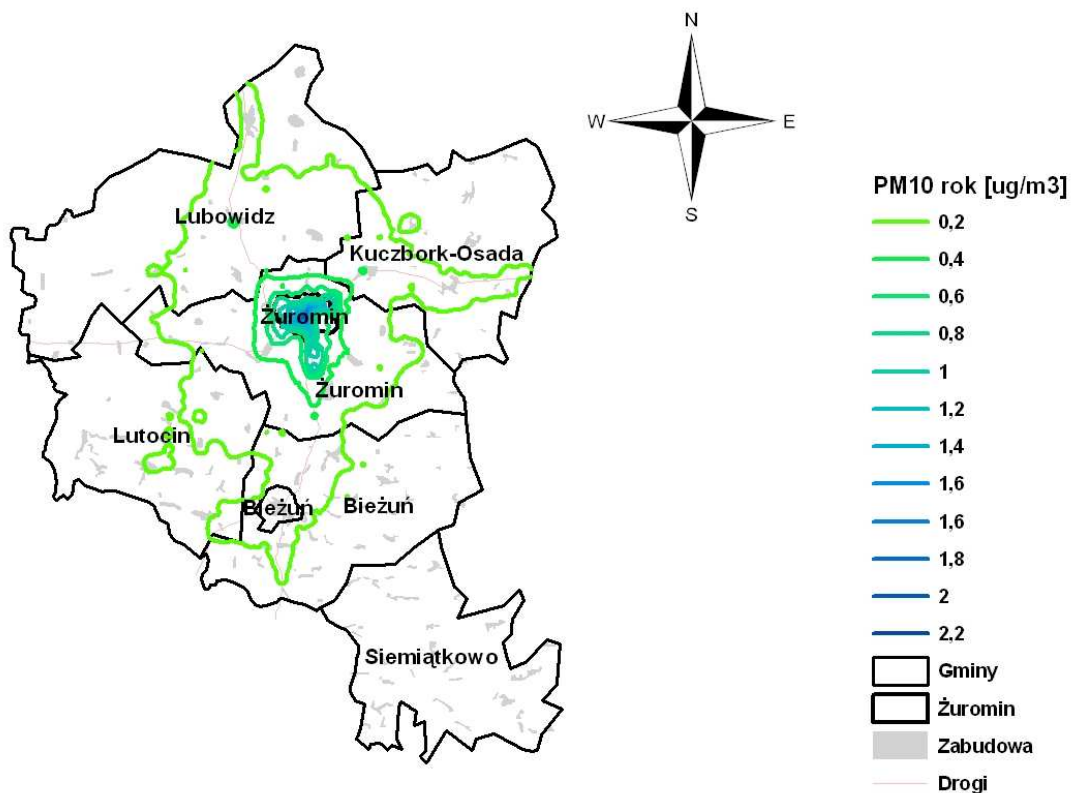 N
W
E
S
Lubowidz
Kuczbork-Osada
Żuromin
Żuromin
Lutocin
Bieżuń
Bieżuń
Siemiątkowo
PM10 rok [ug/m3]
0,2
0,4
0,6
0,8
1
1,2
1,4
1,6
1,6
1,8
2
2,2
Gminy
Żuromin
Zabudowa
Drogi